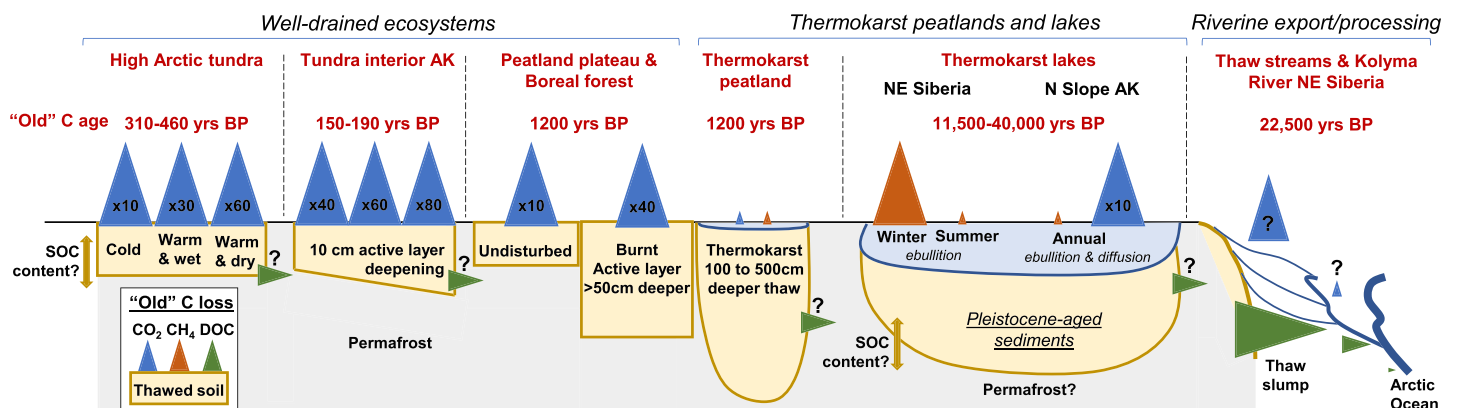 Well-drained ecosystems
Thermokarst peatlands and lakes
Riverine export/processing
High Arctic tundra
Tundra interior AK
Peatland plateau &
Boreal forest
Thermokarst
peatland
Thermokarst lakes
NE Siberia
N Slope AK
Thaw streams & Kolyma
River NE Siberia
“Old” C age
310-460 yrs BP
150-190 yrs BP
1200 yrs BP
1200 yrs BP
11,500-40,000 yrs BP
22,500 yrs BP
x10
x30
x60
x40
x60
x80
x10
x40
x10
?
SOC
content?
Cold
Warm
& wet
Warm
& dry
?
10 cm active layer
deepening
?
Undisturbed
Burnt
Active layer
>50cm deeper
Thermokarst
100 to 500cm
deeper thaw
?
Winter
Summer
ebullition
Annual
ebullition & diffusion
?
?
Pleistocene-aged
sediments
SOC
content?
Permafrost?
Permafrost
“Old” C loss
CO2 CH4 DOC
Thawed soil
Thaw
slump
Arctic
Ocean